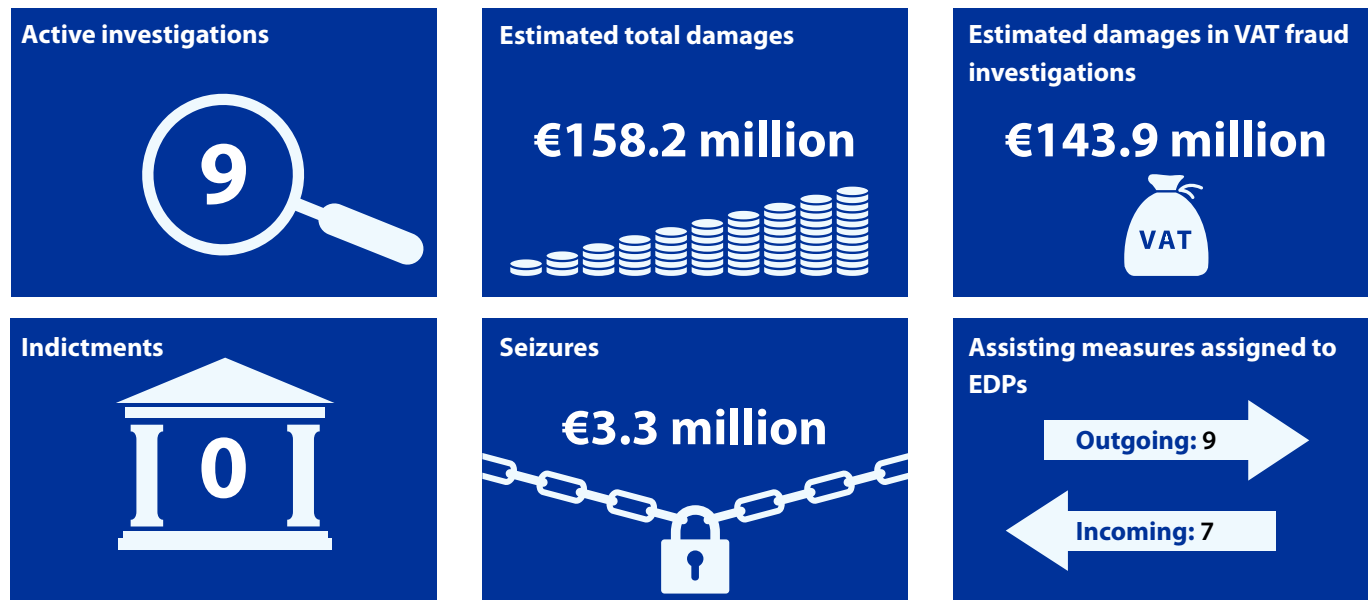 Active investigations
9
Estimated total damages
€158.2 million
Estimated damages in VAT fraud
investigations
€143.9 million
VAT
Indictments
0
Seizures
€3.3 million
Assisting measures assigned to
EDPs
Outgoing: 9
Incoming: 7